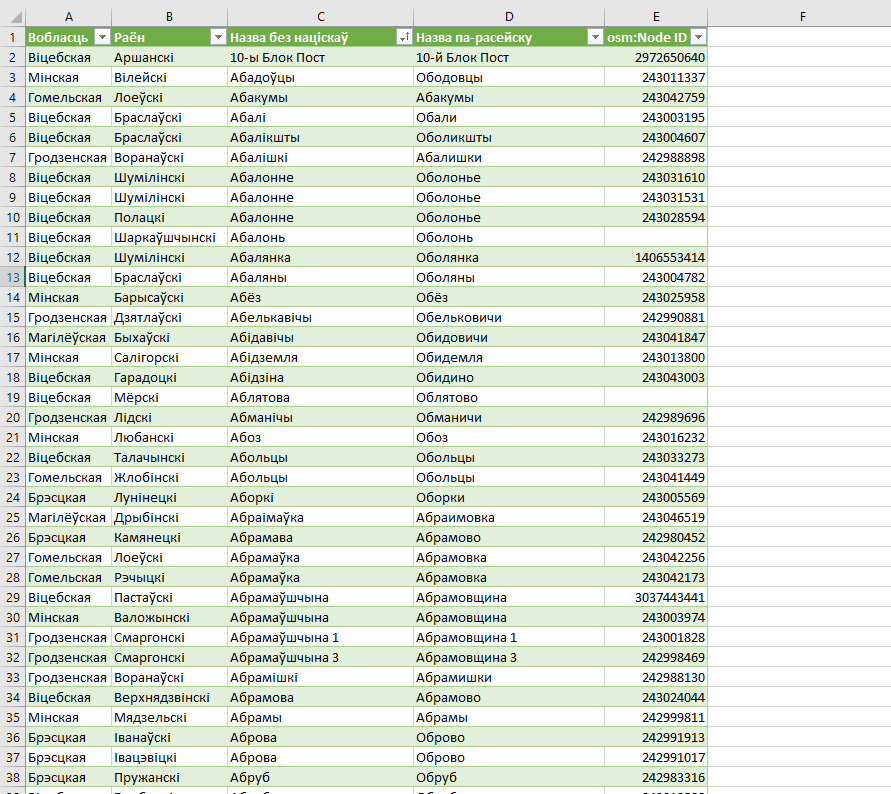 A B C D E F
1 Вобласць Раён Назва без націскаў Назва па-расейску osm:Node ID
2 Віцебская Аршанскі 10-ы Блок Пост 10-й Блок Пост 2972650640
3 Мінская Вілейскі Абадоўцы Ободовцы 243011337
4 Гомельская Лоеўскі Абакумы Абакумы 243042759
5 Віцебская Браслаўскі Абалі Обали 243003195
6 Віцебская Браслаўскі Абалікшты Оболикшты 243004607
7 Гродзенская Воранаўскі Абалішкі Абалишки 242988898
8 Віцебская Шумілінскі Абалонне Оболонье 243031610
9 Віцебская Шумілінскі Абалонне Оболонье 243031531
10 Віцебская Полацкі Абалонне Оболонье 243028594
11 Віцебская Шаркаўшчынскі Абалонь Оболонь
12 Віцебская Шумілінскі Абалянка Оболянка 1406553414
13 Віцебская Браслаўскі Абаляны Оболяны 243004782
14 Мінская Барысаўскі Абёз Обёз 243025958
15 Гродзенская Дзятлаўскі Абелькавічы Обельковичи 242990881
16 Магілёўская Быхаўскі Абідавічы Обидовичи 243041847
17 Мінская Салігорскі Абідземля Обидемля 243013800
18 Віцебская Гарадоцкі Абідзіна Обидино 243043003
19 Віцебская Мёрскі Аблятова Облятово
20 Гродзенская Лідскі Абманічы Обманичи 242989696
21 Мінская Любанскі Абоз Обоз 243016232
22 Віцебская Талачынскі Абольцы Обольцы 243033273
23 Гомельская Жлобінскі Абольцы Обольцы 243041449
24 Брэсцкая Лунінецкі Аборкі Оборки 243005569
25 Магілёўская Дрыбінскі Абраімаўка Абраимовка 243046519
26 Брэсцкая Камянецкі Абрамава Абрамово 242980452
27 Гомельская Лоеўскі Абрамаўка Абрамовка 243042256
28 Гомельская Рэчыцкі Абрамаўка Абрамовка 243042173
29 Віцебская Пастаўскі Абрамаўшчына Абрамовщина 3037443441
30 Мінская Валожынскі Абрамаўшчына Абрамовщина 243003974
31 Гродзенская Смаргонскі Абрамаўшчына 1 Абрамовщина 1 243001828
32 Гродзенская Смаргонскі Абрамаўшчына 3 Абрамовщина 3 242998469
33 Гродзенская Воранаўскі Абрамішкі Абрамишки 242988130
34 Віцебская Верхнядзвінскі Абрамова Абрамово 243024044
35 Мінская Мядзельскі Абрамы Абрамы 242999811
36 Брэсцкая Іванаўскі Аброва Оброво 242991913
37 Брэсцкая Івацэвіцкі Аброва Оброво 242991017
38 Брэсцкая Пружанскі Абруб Обруб 242983316